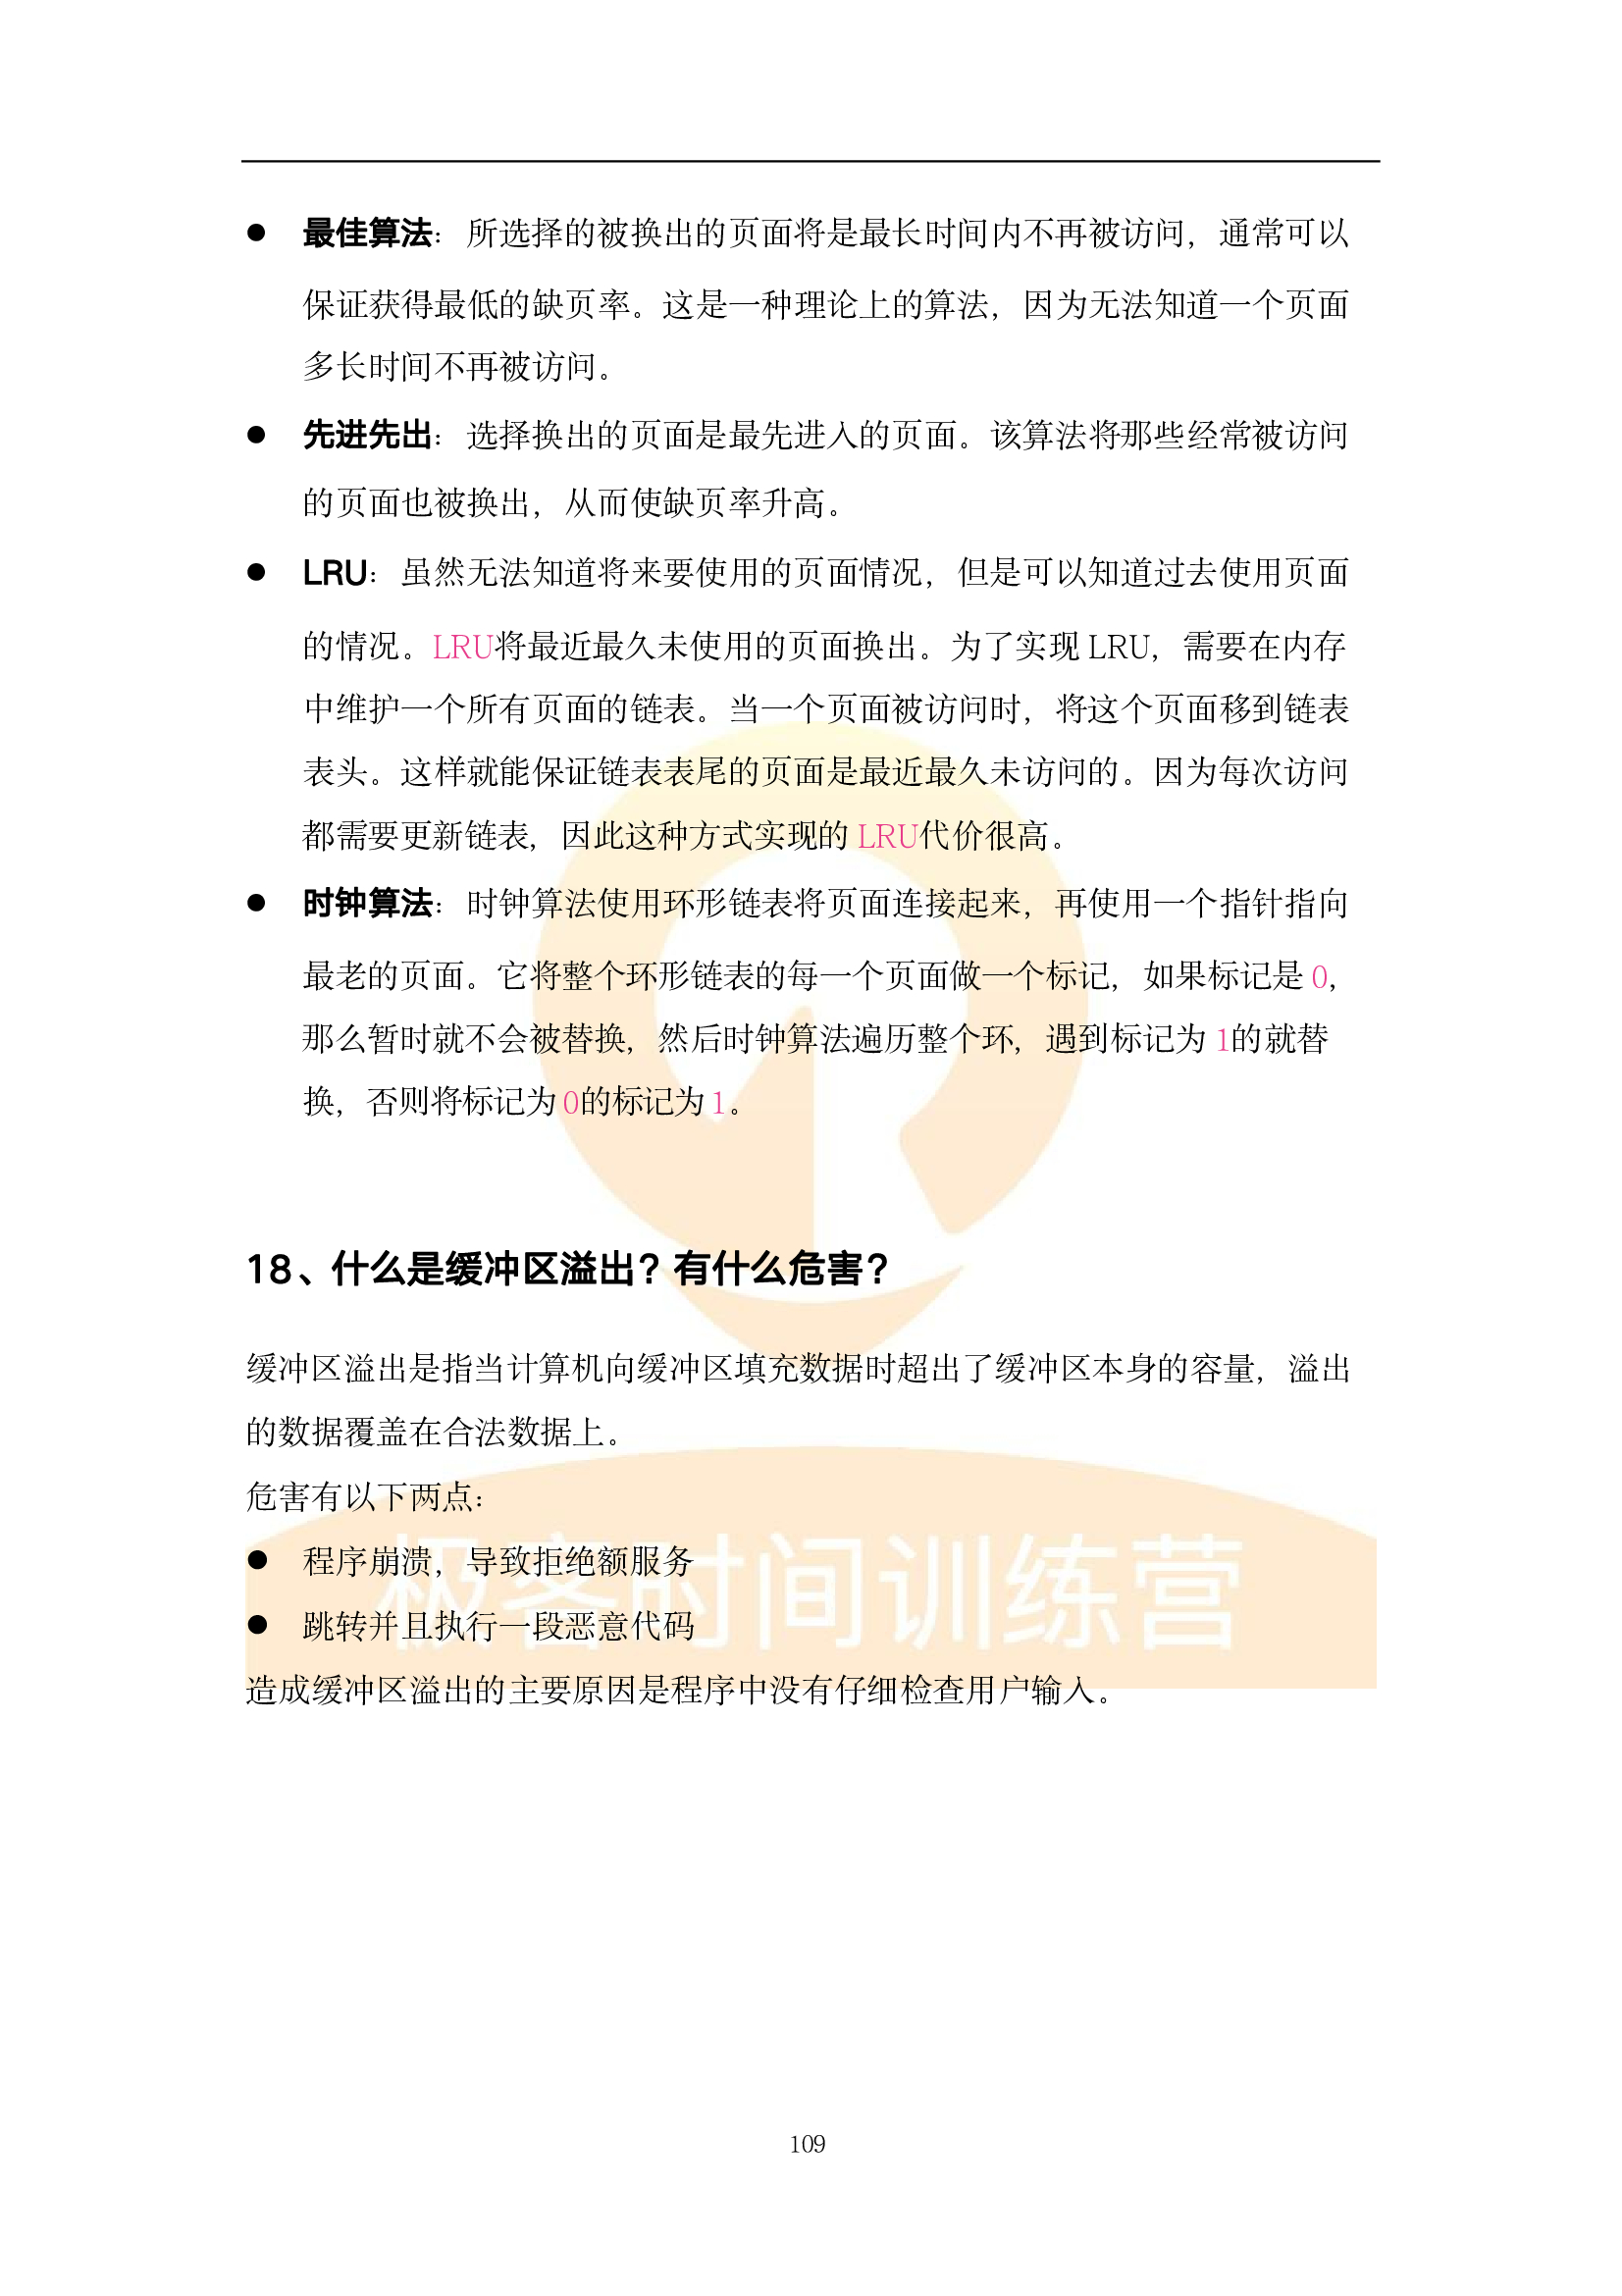 ● 最佳算法：所选择的被换出的页面将是最长时间内不再被访问，通常可以
保证获得最低的缺页率。这是一种理论上的算法，因为无法知道一个页面
多长时间不再被访问。
● 先进先出：选择换出的页面是最先进入的页面。该算法将那些经常被访问
的页面也被换出，从而使缺页率升高。
● LRU：虽然无法知道将来要使用的页面情况，但是可以知道过去使用页面
的情况。LRU将最近最久未使用的页面换出。为了实现 LRU，需要在内存
中维护一个所有页面的链表。当一个页面被访问时，将这个页面移到链表
表头。这样就能保证链表表尾的页面是最近最久未访问的。因为每次访问
都需要更新链表，因此这种方式实现的 LRU代价很高。
● 时钟算法：时钟算法使用环形链表将页面连接起来，再使用一个指针指向
最老的页面。它将整个环形链表的每一个页面做一个标记，如果标记是 0，
那么暂时就不会被替换，然后时钟算法遍历整个环，遇到标记为 1的就替
换，否则将标记为 0的标记为 1。
18、什么是缓冲区溢出？有什么危害？
缓冲区溢出是指当计算机向缓冲区填充数据时超出了缓冲区本身的容量，溢出
的数据覆盖在合法数据上。
危害有以下两点：
● 程序崩溃，导致拒绝额服务
● 跳转并且执行一段恶意代码
极客时间训练营
造成缓冲区溢出的主要原因是程序中没有仔细检查用户输入。
109